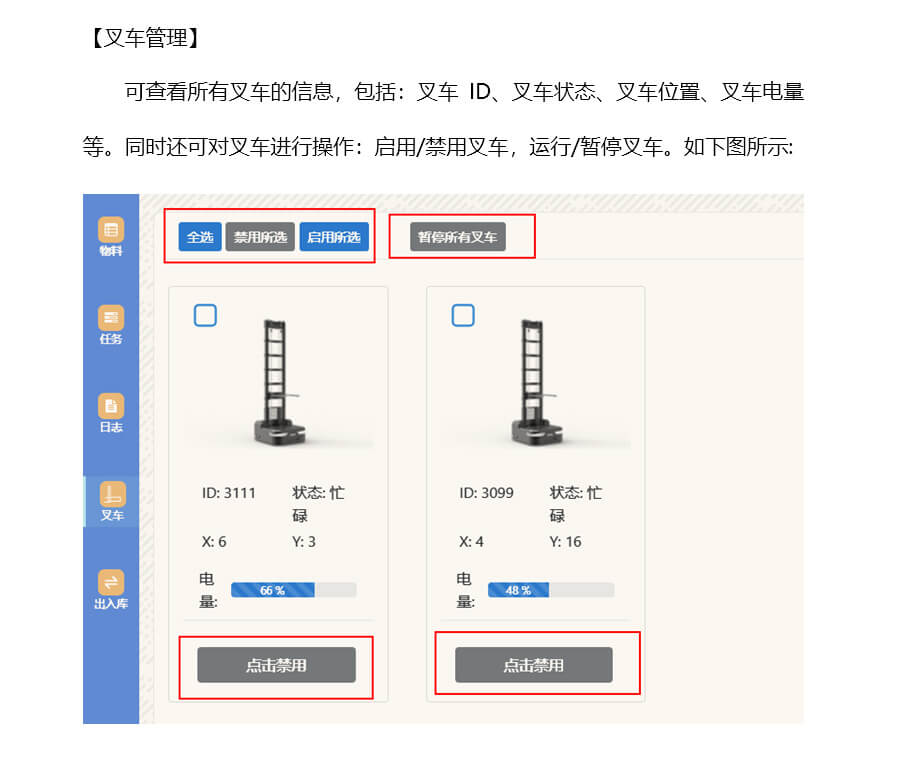 【叉车管理】
可查看所有叉车的信息，包括：叉车 ID、叉车状态、叉车位置、叉车电量
等。同时还可对叉车进行操作：启用/禁用叉车，运行/暂停叉车。如下图所示:
全选 禁用所选 启用所选 暂停所有叉车
物料
任务
日志
叉车
出入库
ID: 3111 状态: 忙
碌
X: 6 Y: 3
电
量: 66 %
点击禁用
ID: 3099 状态: 忙
碌
X: 4 Y: 16
电
量: 48 %
点击禁用